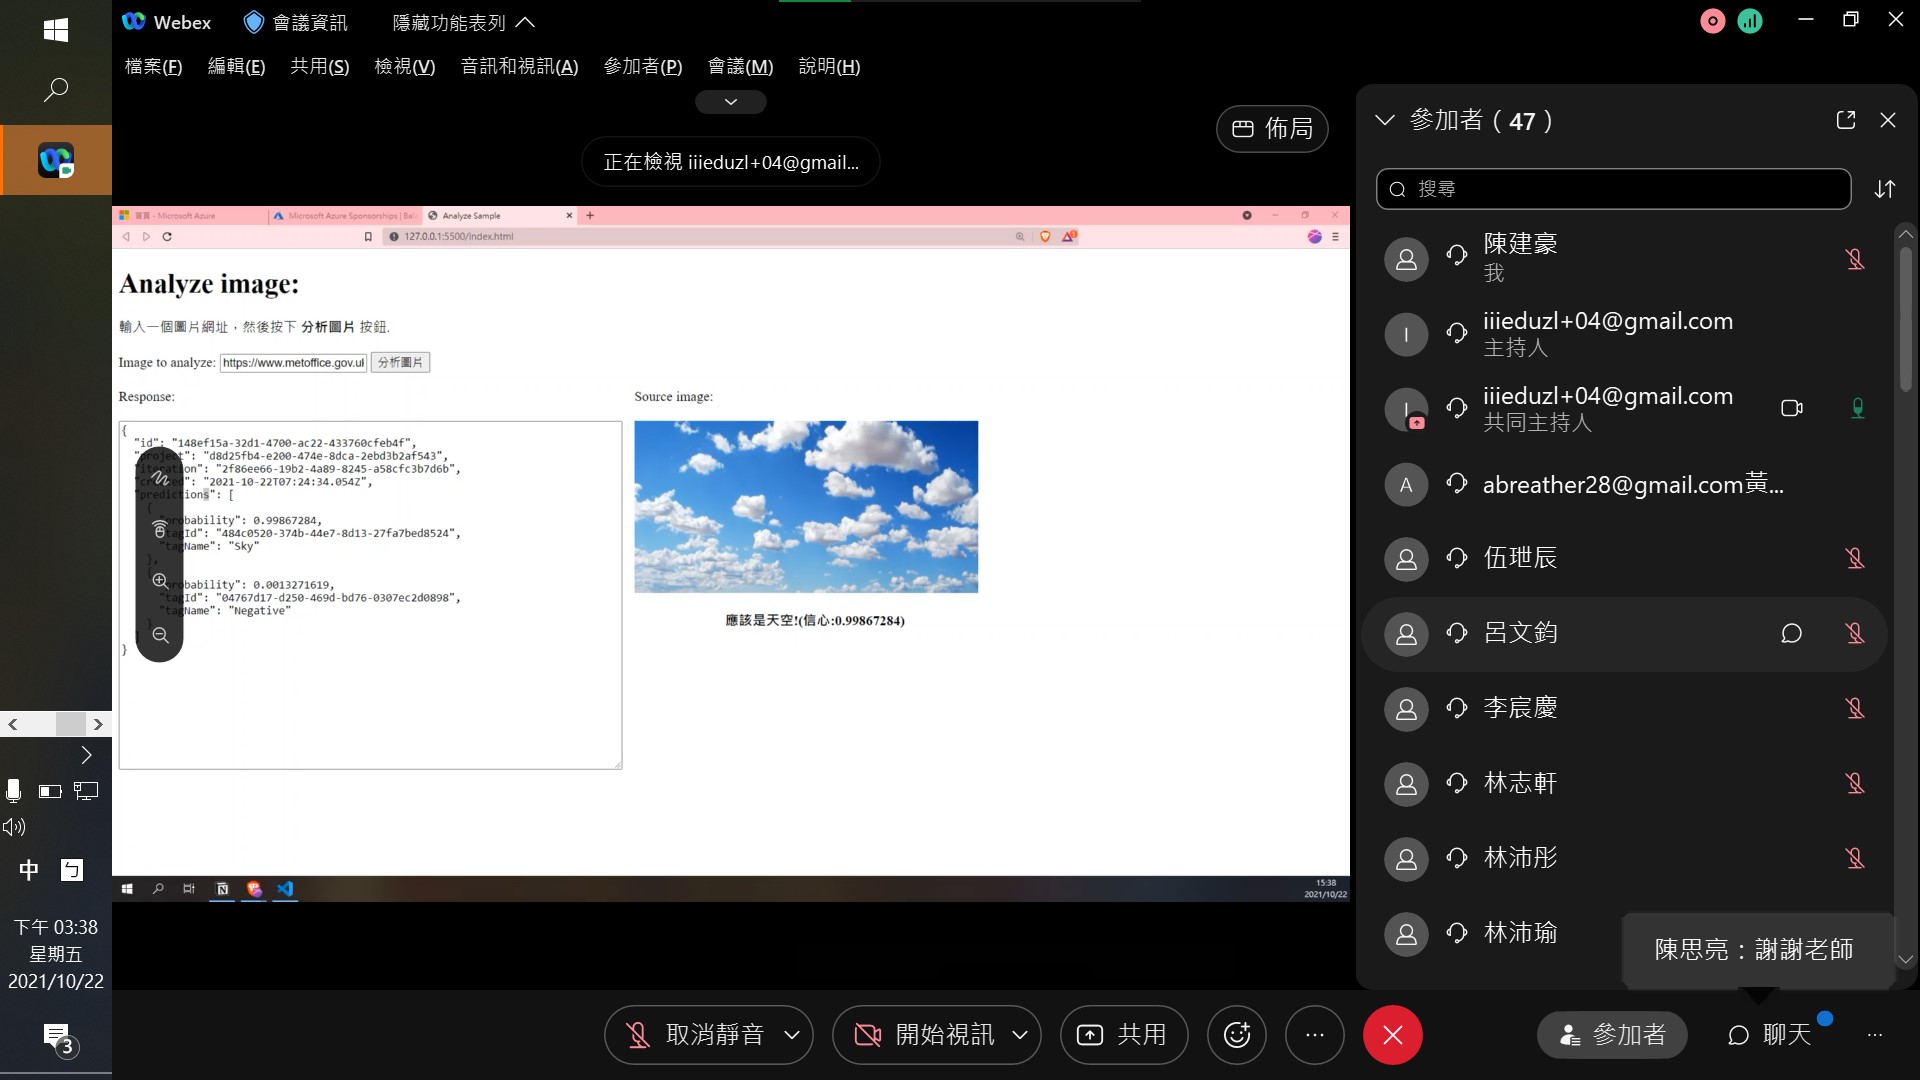 Webex 會議資訊 隱藏功能表列
檔案(F) 編輯(E) 共用(S) 檢視(V) 音訊和視訊(A) 參加者(P) 會議(M) 說明(H)
佈局
正在檢視 iiieduzl+04@gmail...
首頁 - Microsoft Azure
Microsoft Azure Sponsorships | Bala
Analyze Sample
127.0.0.1:5500/index.html
Analyze image:
輸入一個圖片網址，然後按下 分析圖片 按鈕.
Image to analyze: https://www.metoffice.gov.ul 分析圖片
Response:
Source image:
{
"id": "148ef15a-32d1-4700-ac22-433760cfeb4f",
"project": "d8d25fb4-e200-474e-8dca-2ebd3b2af543",
"iteration": "2f86ee66-19b2-4a89-8245-a58cfc3b7d6b",
"created": "2021-10-22T07:24:34.054Z",
"predictions": [
{
"probability": 0.99867284,
"tagId": "484c0520-374b-44e7-8d13-27fa7bed8524",
"tagName": "Sky"
},
{
"probability": 0.0013271619,
"tagId": "04767d17-d250-469d-bd76-0307ec2d0898",
"tagName": "Negative"
}
]
}
應該是天空!(信心:0.99867284)
15:38
2021/10/22
參加者 ( 47 )
搜尋
陳建豪
我
I
iiieduzl+04@gmail.com
主持人
I
iiieduzl+04@gmail.com
共同主持人
A
abreather28@gmail.com黃...
伍玴辰
呂文鈞
李宸慶
林志軒
林沛彤
林沛瑜
陳思亮：謝謝老師
中 ㄅ
下午 03:38
星期五
2021/10/22
3
取消靜音 開始視訊 共用 參加者 聊天